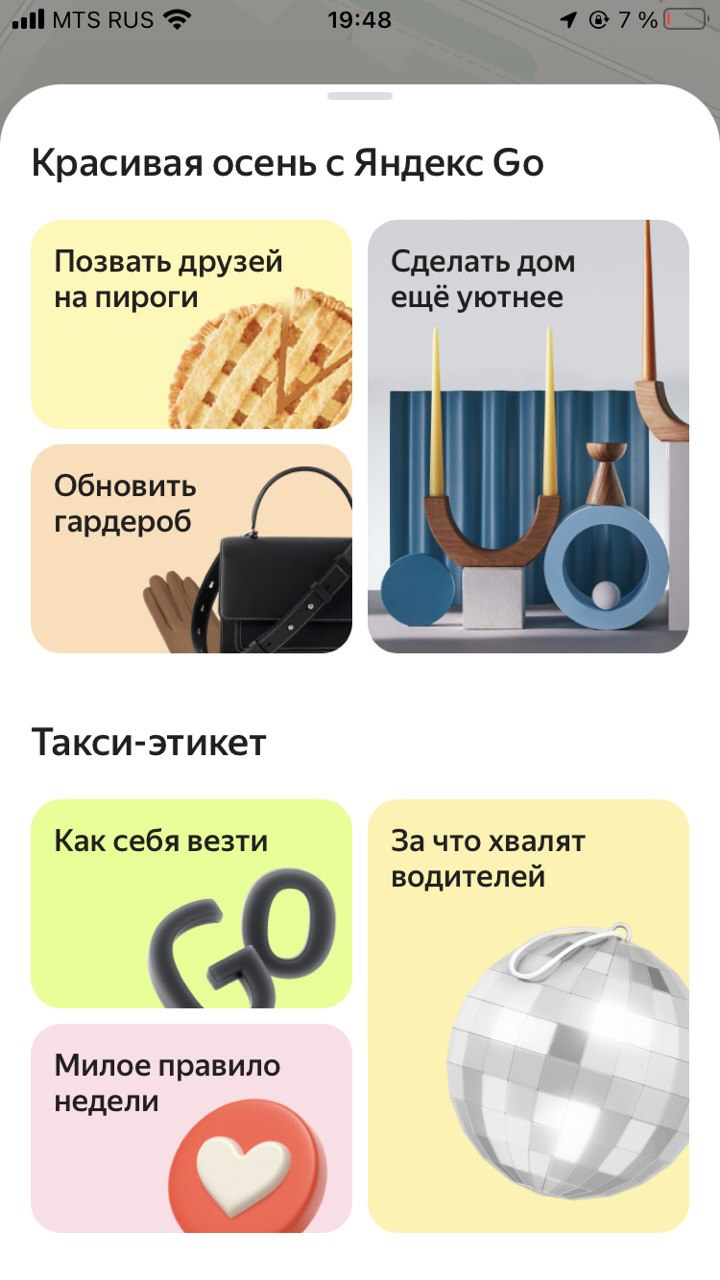 MTS RUS 19:48 7 %
Красивая осень с Яндекс Go
Позвать друзей
на пироги
Сделать дом
ещё уютнее
Обновить
гардероб
Такси-этикет
Как себя везти
GO
За что хвалят
водителей
Милое правило
недели